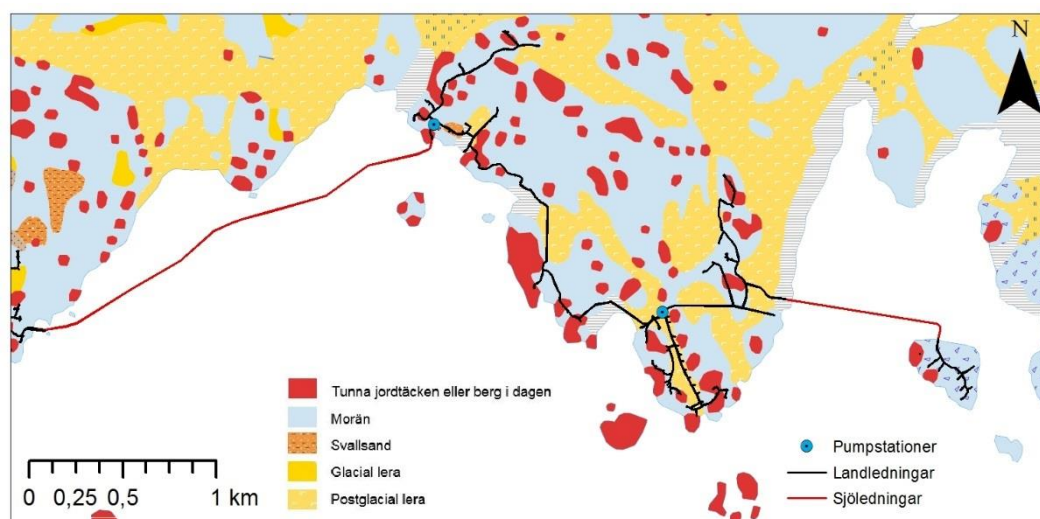 N
Tunna jordtäcken eller berg i dagen
Morän
Svallsand
Glacial lera
Postglacial lera
0 0,25 0,5 1 km
Pumpstationer
Landledningar
Sjöledningar